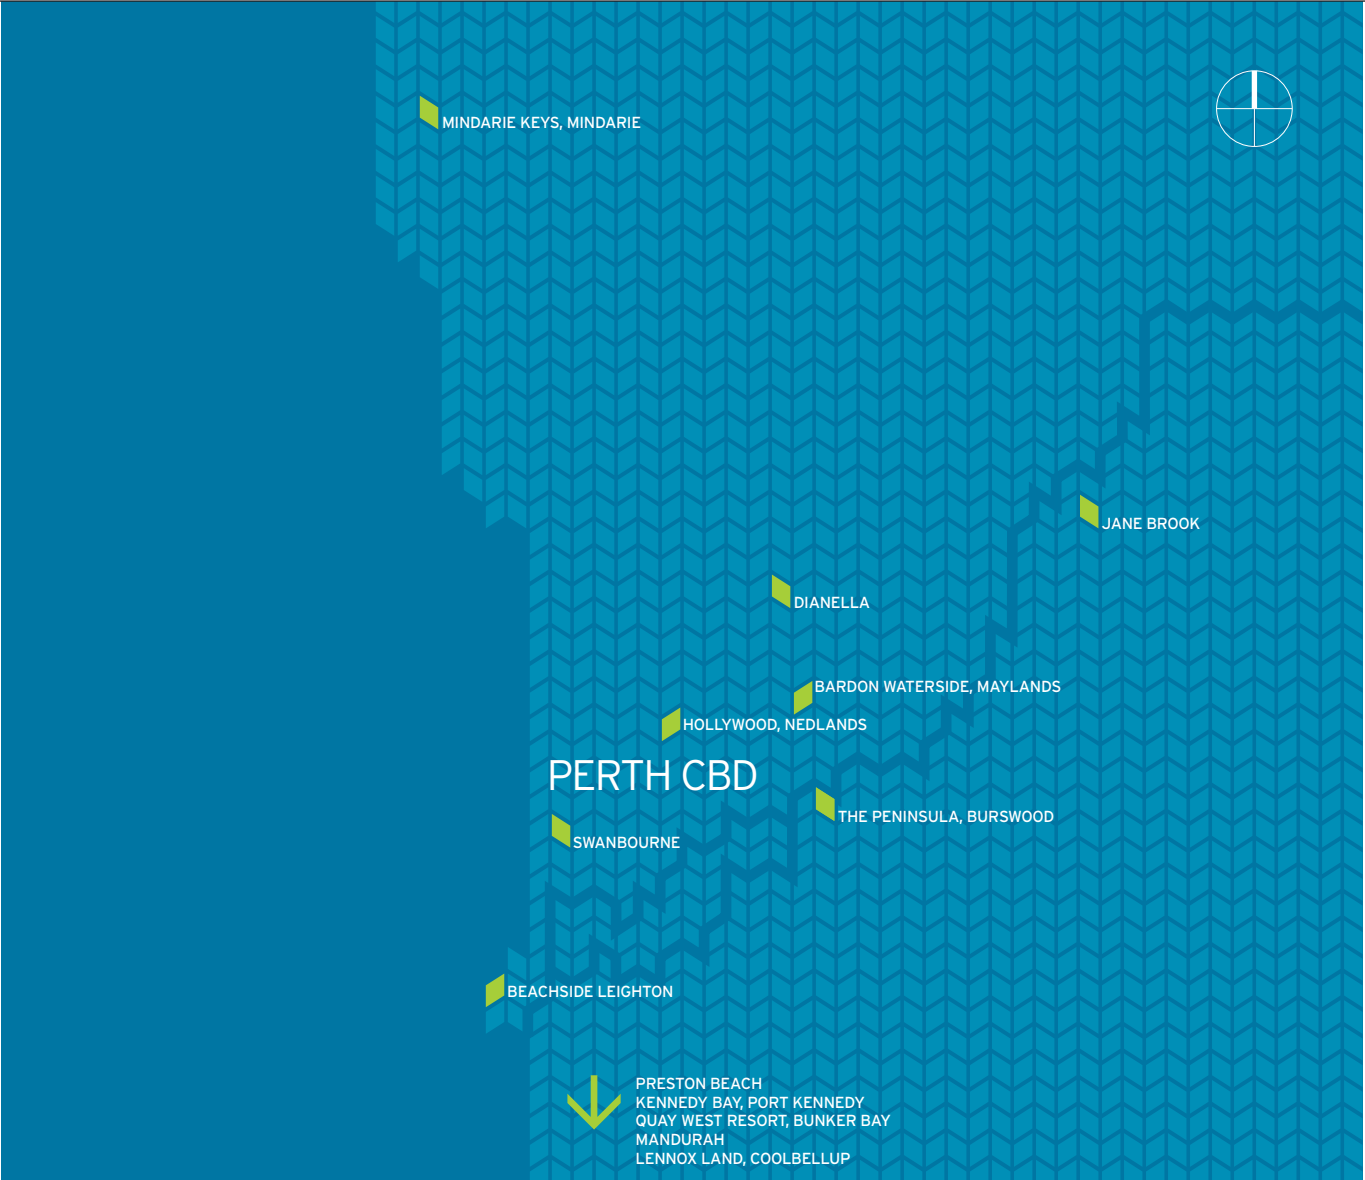 MINDARIE KEYS, MINDARIE
JANE BROOK
DIANELLA
BARDON WATERSIDE, MAYLANDS
HOLLYWOOD, NEDLANDS
PERTH CBD
THE PENINSULA, BURSWOOD
SWANBOURNE
BEACHSIDE LEIGHTON
PRESTON BEACH
KENNEDY BAY, PORT KENNEDY
QUAY WEST RESORT, BUNKER BAY
MANDURAH
LENNOX LAND, COOLBELLUP